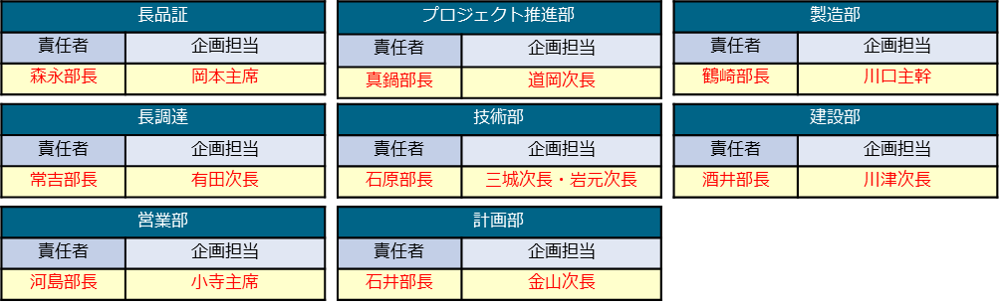 長品証
責任者 企画担当
森永部長 岡本主席
プロジェクト推進部
責任者 企画担当
真鍋部長 道岡次長
製造部
責任者 企画担当
鶴崎部長 川口主幹
長調達
責任者 企画担当
常吉部長 有田次長
技術部
責任者 企画担当
石原部長 三城次長・岩元次長
建設部
責任者 企画担当
酒井部長 川津次長
営業部
責任者 企画担当
河島部長 小寺主席
計画部
責任者 企画担当
石井部長 金山次長